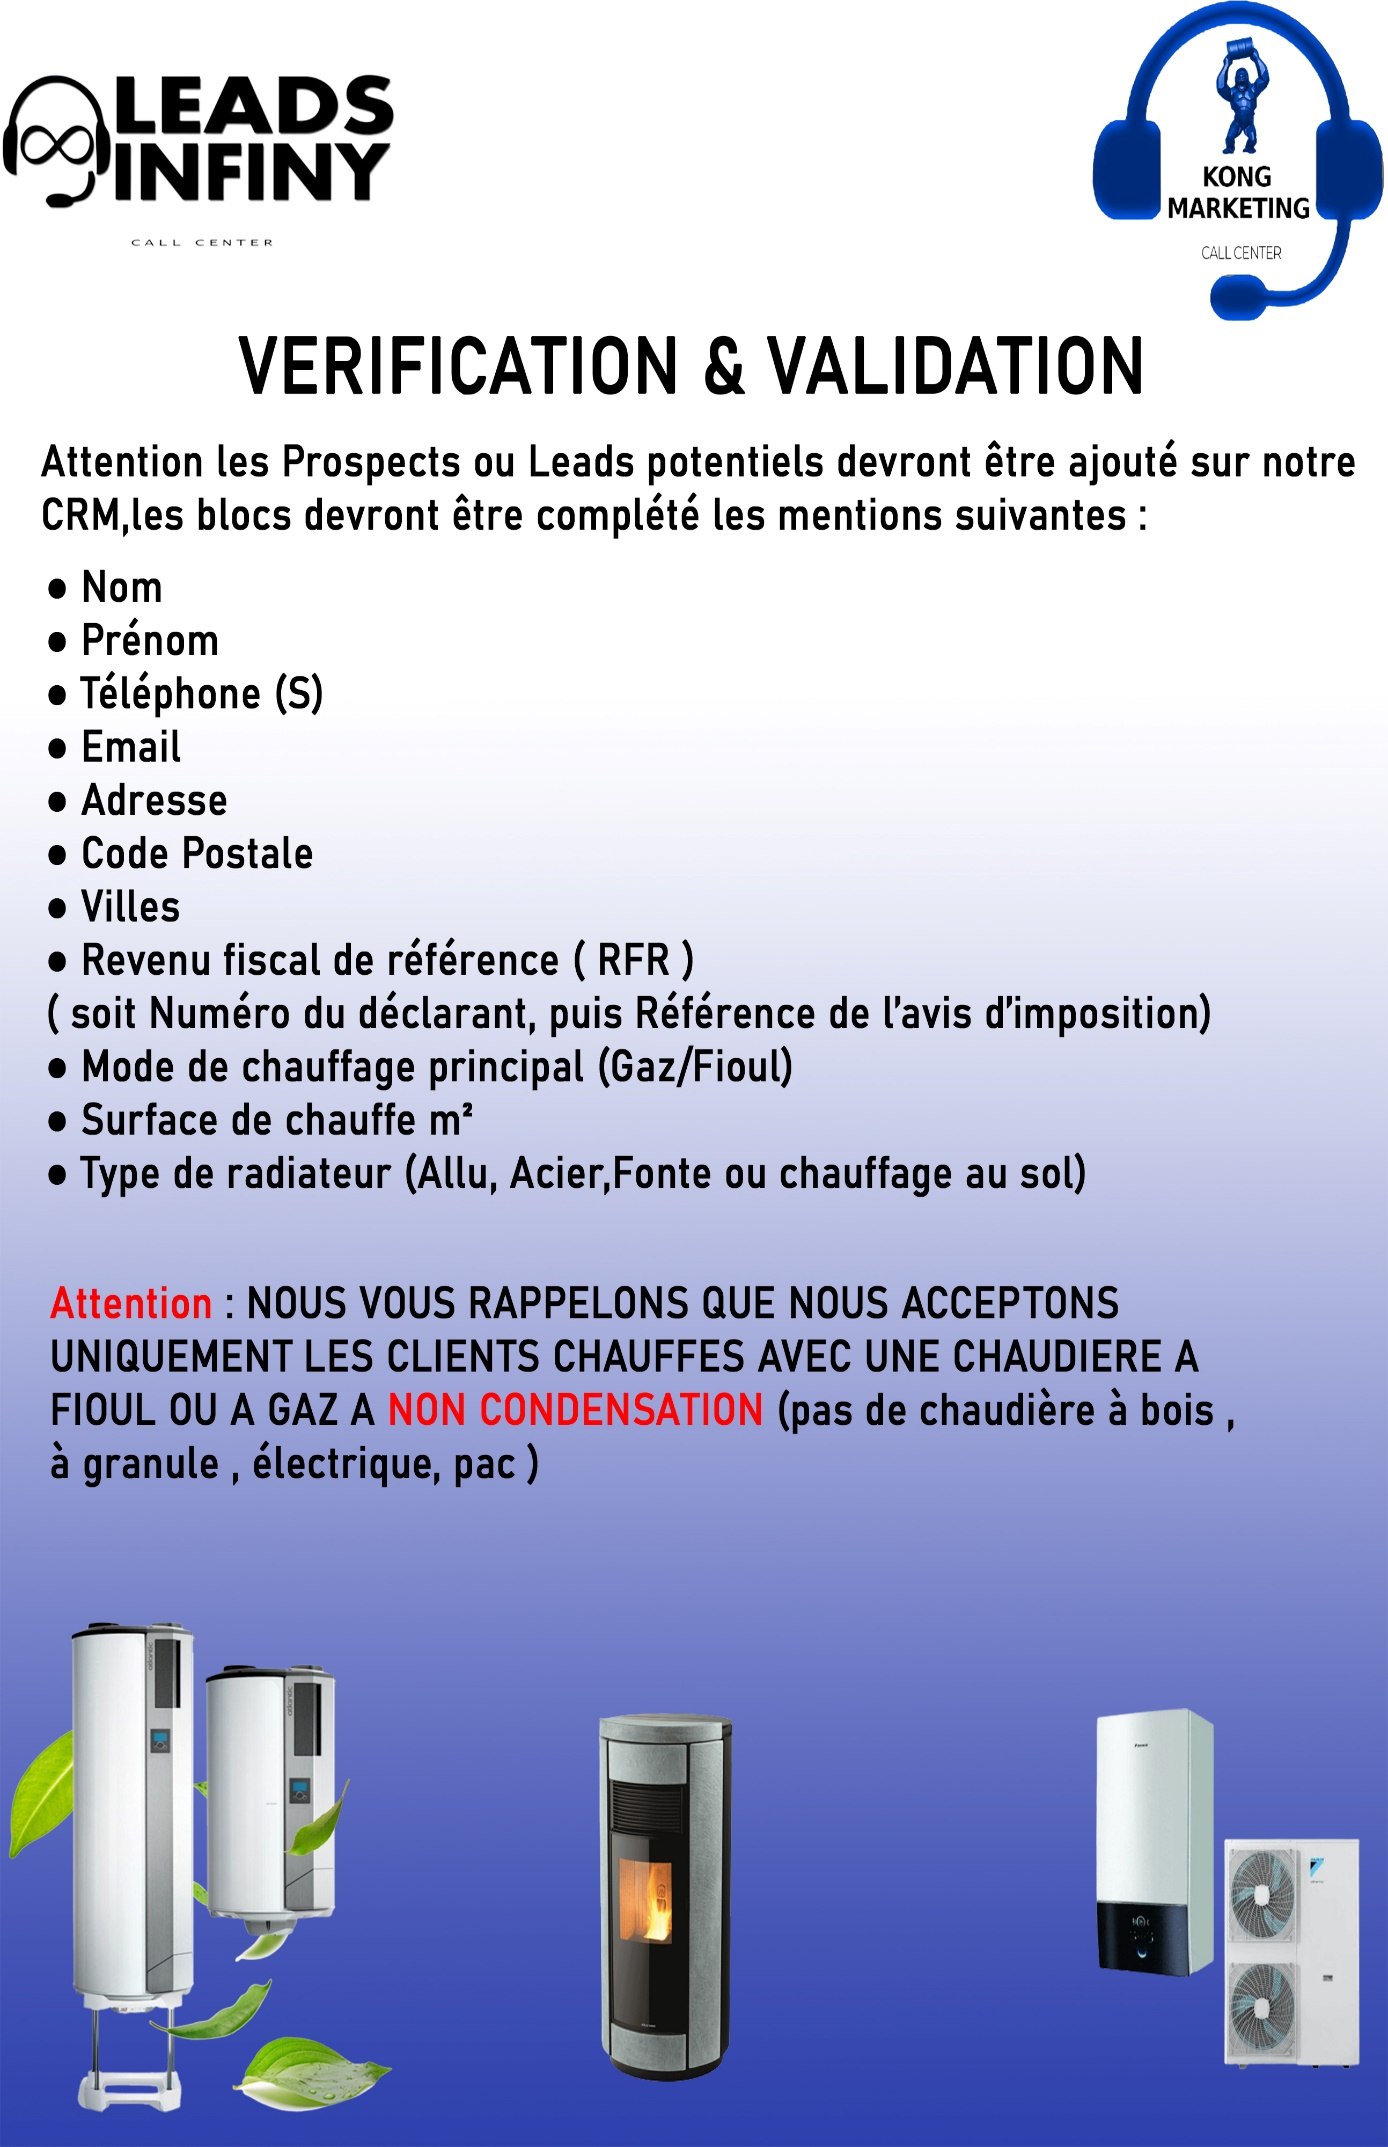 LEADS
INFINY
CALL CENTER
KONG
MARKETING
CALL CENTER
VERIFICATION & VALIDATION
Attention les Prospects ou Leads potentiels devront être ajouté sur notre
CRM,les blocs devront être complété les mentions suivantes :
● Nom
● Prénom
● Téléphone (S)
● Email
● Adresse
● Code Postale
● Villes
● Revenu fiscal de référence ( RFR )
( soit Numéro du déclarant, puis Référence de l’avis d’imposition)
● Mode de chauffage principal (Gaz/Fioul)
● Surface de chauffe m²
● Type de radiateur (Allu, Acier,Fonte ou chauffage au sol)
Attention : NOUS VOUS RAPPELONS QUE NOUS ACCEPTONS
UNIQUEMENT LES CLIENTS CHAUFFES AVEC UNE CHAUDIERE A
FIOUL OU A GAZ A NON CONDENSATION (pas de chaudière à bois ,
à granule , électrique, pac )
atlantic
atlantic